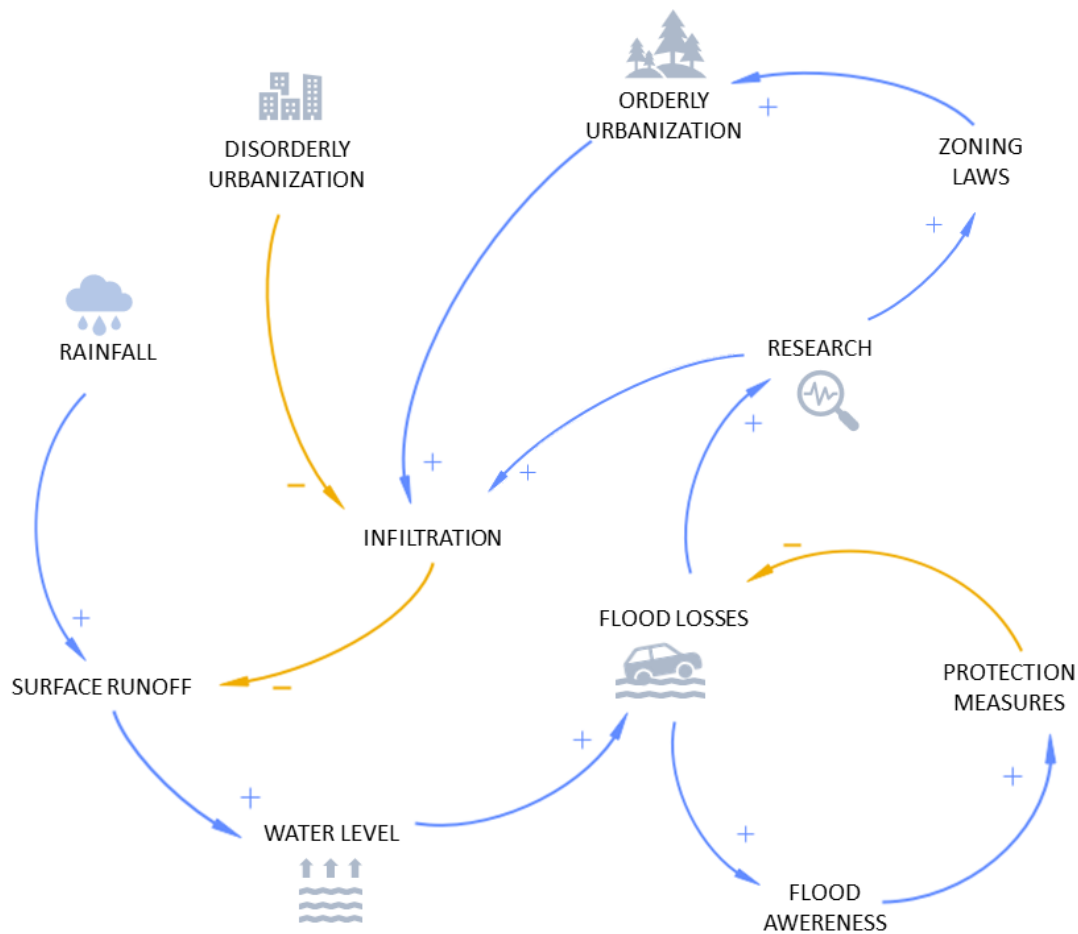 ORDERLY
URBANIZATION
+
DISORDERLY
URBANIZATION
ZONING
LAWS
+
RAINFALL
RESEARCH
+
+
+
−
INFILTRATION
−
FLOOD LOSSES
+
SURFACE RUNOFF
−
PROTECTION
MEASURES
+
+
+
WATER LEVEL
+
FLOOD
AWERENESS